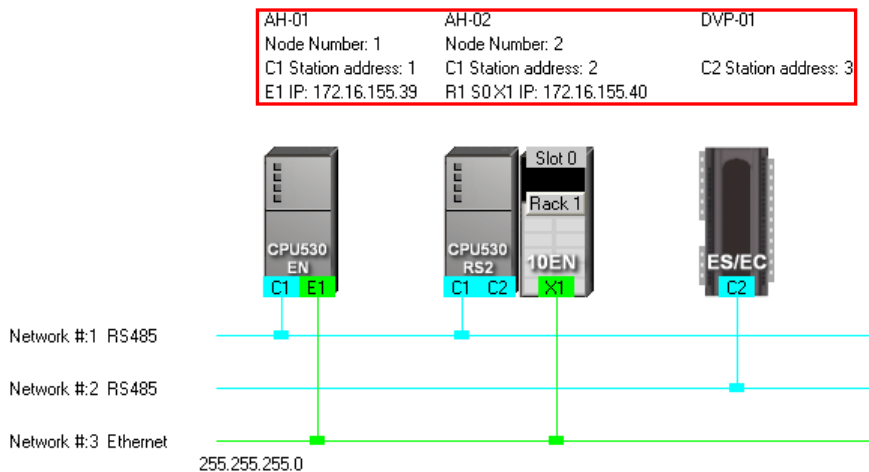 AH-01 AH-02 DVP-01
Node Number: 1 Node Number: 2
C1 Station address: 1 C1 Station address: 2 C2 Station address: 3
E1 IP: 172.16.155.39 R1 S0 X1 IP: 172.16.155.40
Slot 0
Rack 1
CPU530 EN
CPU530 RS2
10EN
ES/EC
C1 E1 C1 C2 X1 C2
Network #:1 RS485
Network #:2 RS485
Network #:3 Ethernet
255.255.255.0